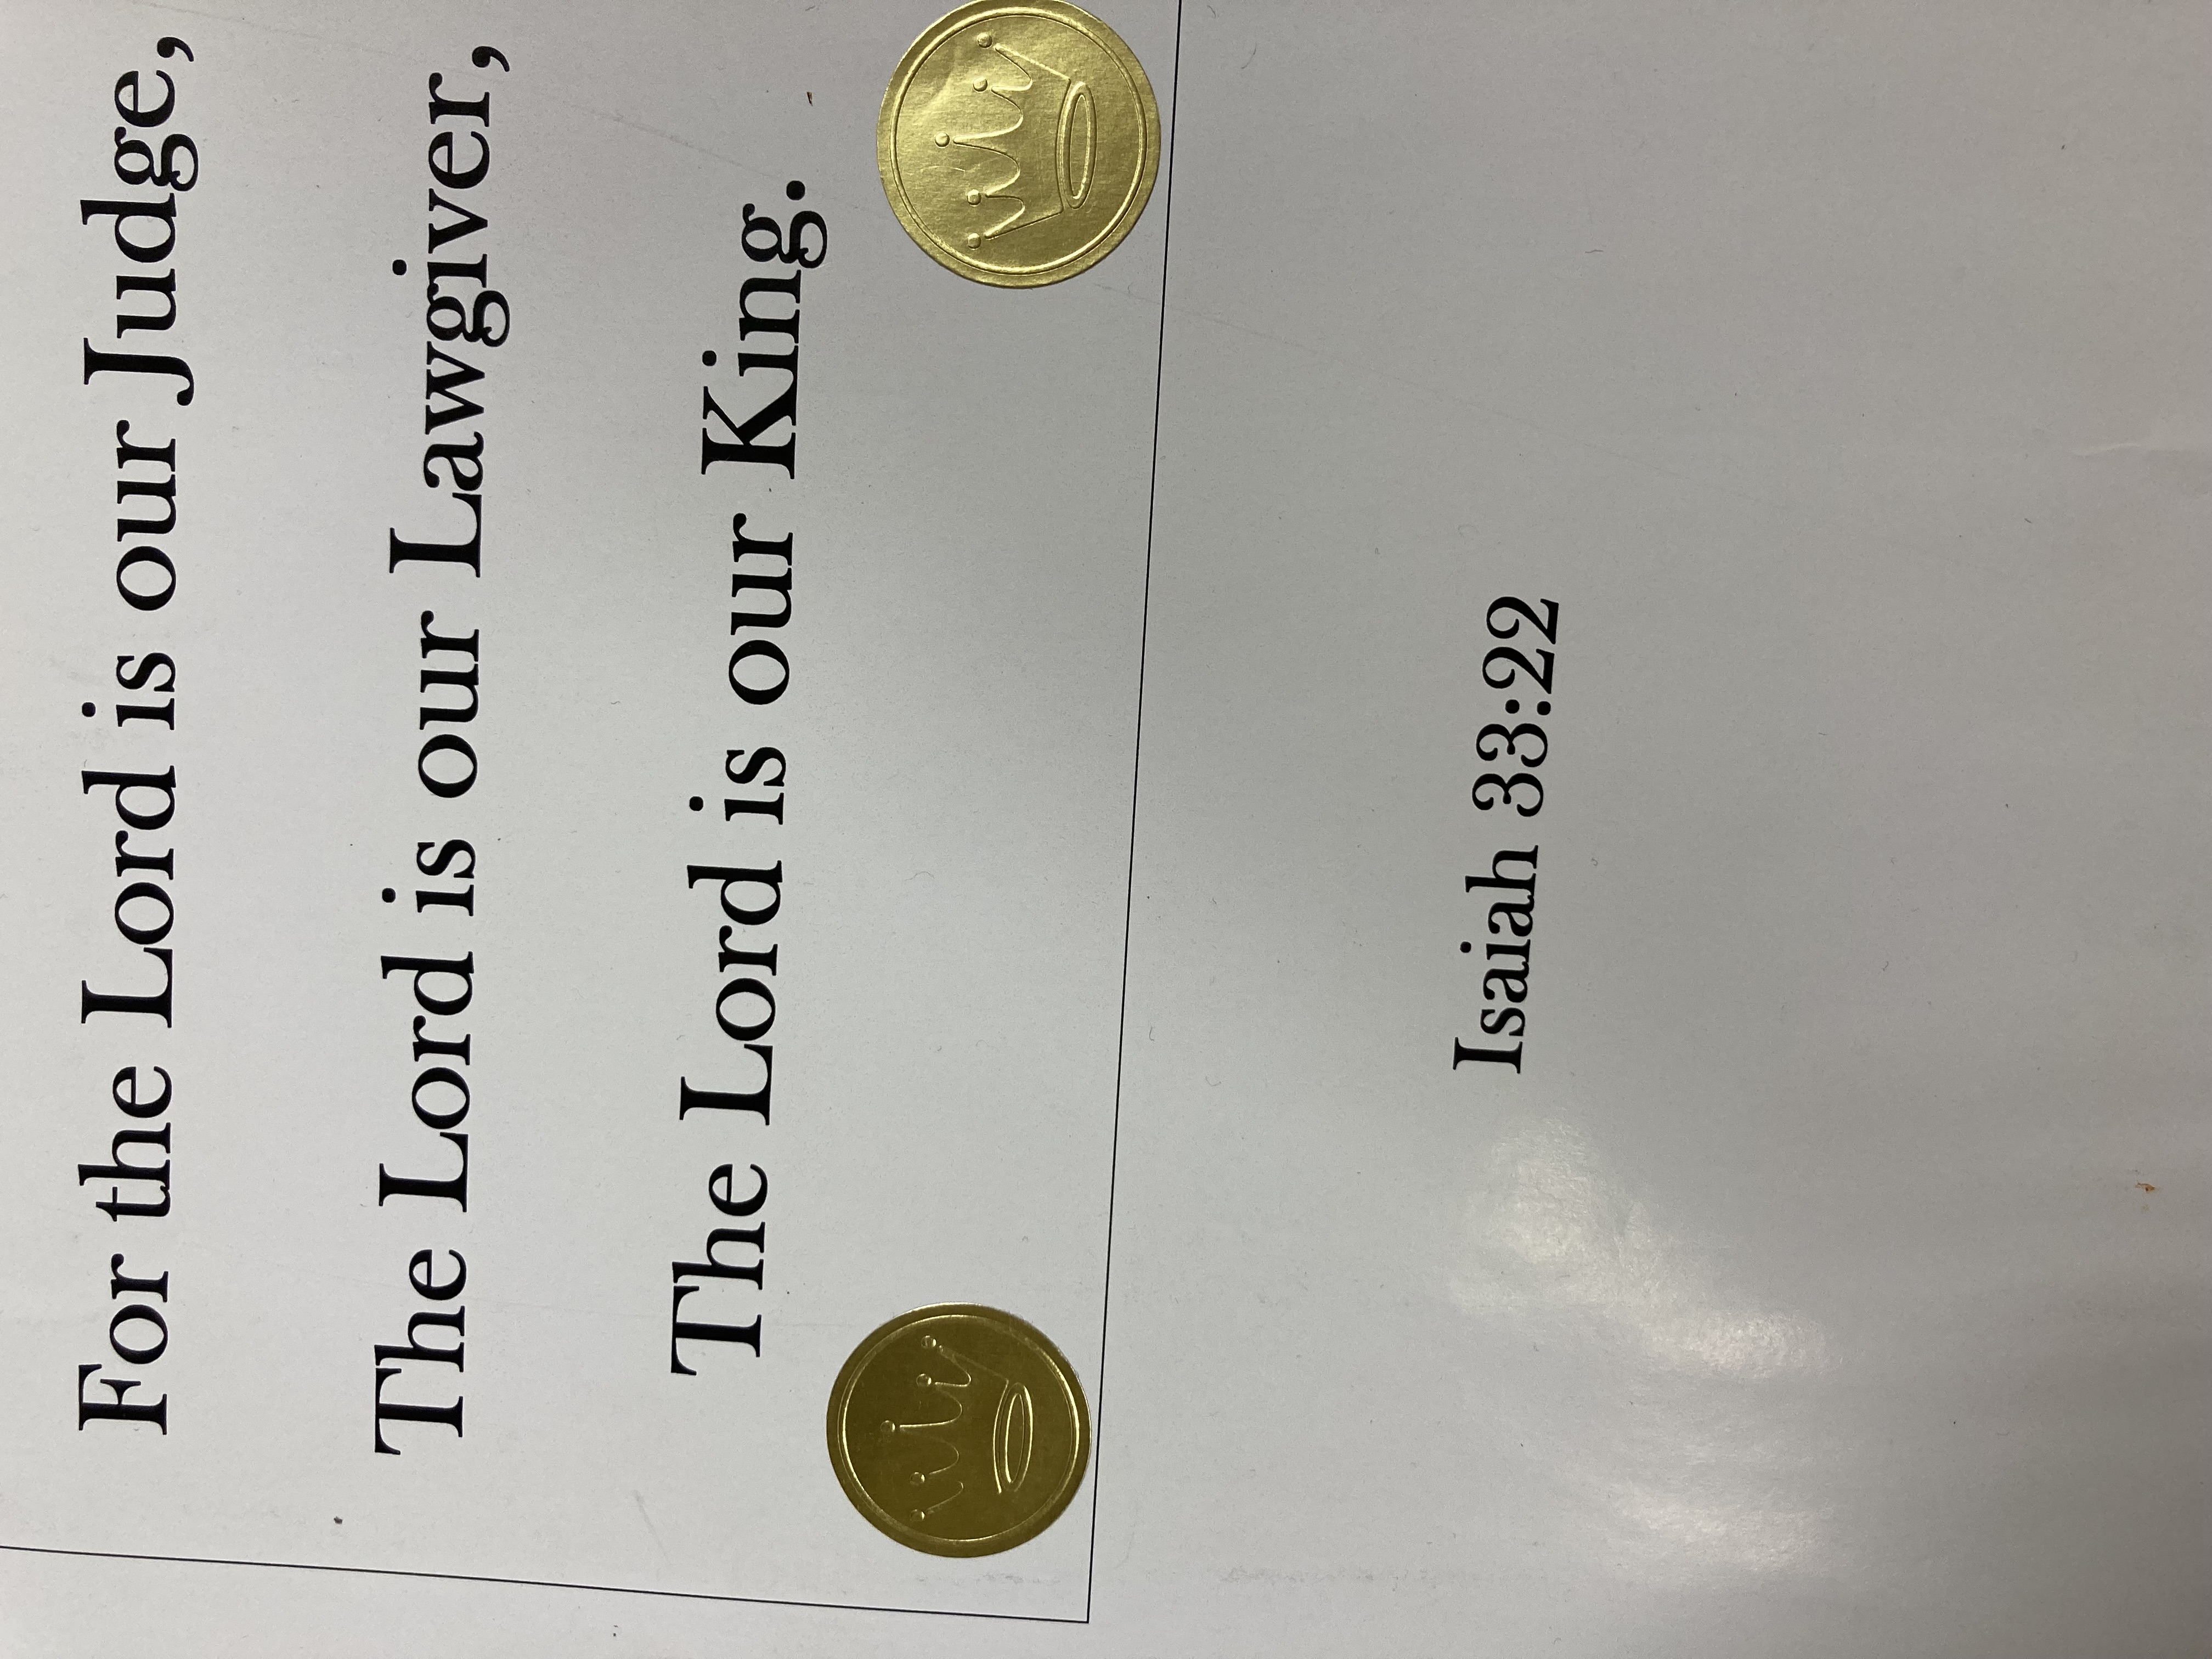 For the Lord is our Judge,
The Lord is our Lawgiver,
The Lord is our King.
Isaiah 33:22